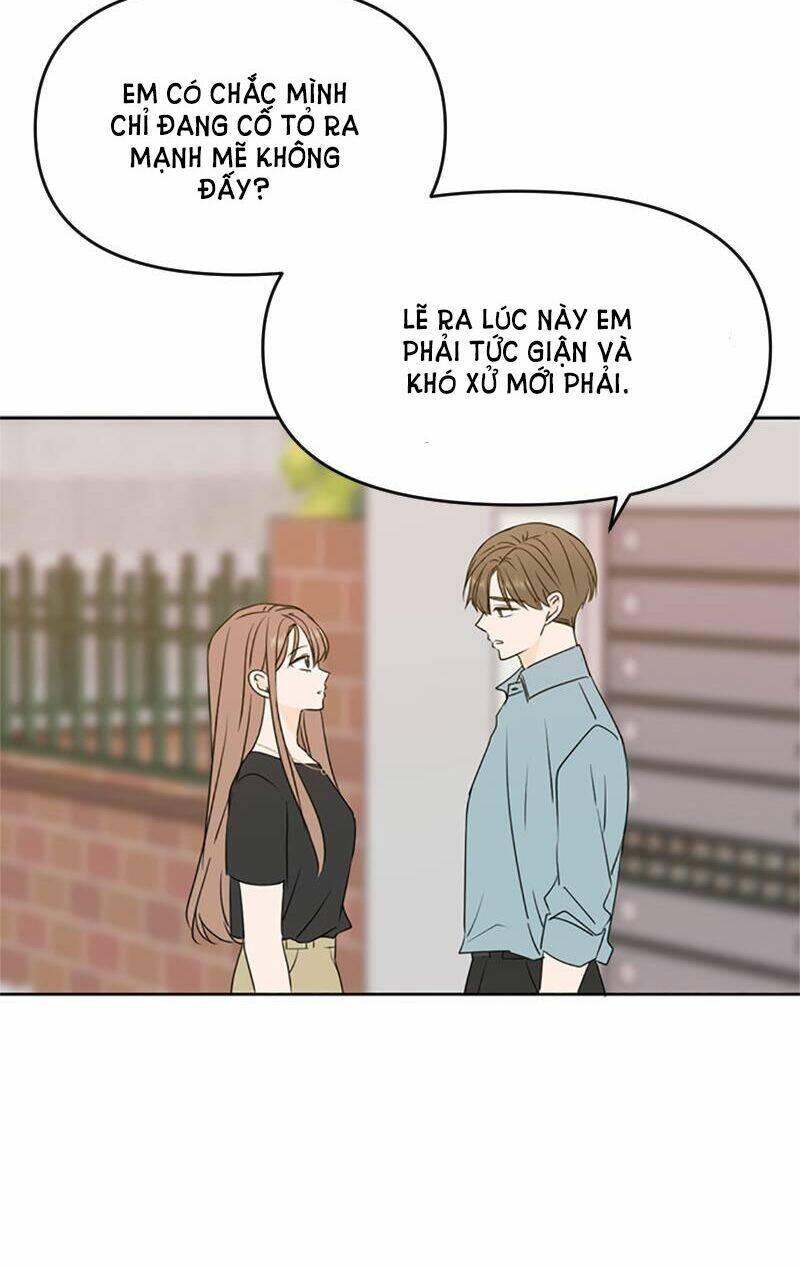 EM CÓ CHẮC MÌNH
CHỈ ĐANG CỐ TỎ RA
MẠNH MẼ KHÔNG
ĐẤY?
LẼ RA LÚC NÀY EM
PHẢI TỨC GIẬN VÀ
KHÓ XỬ MỚI PHẢI.